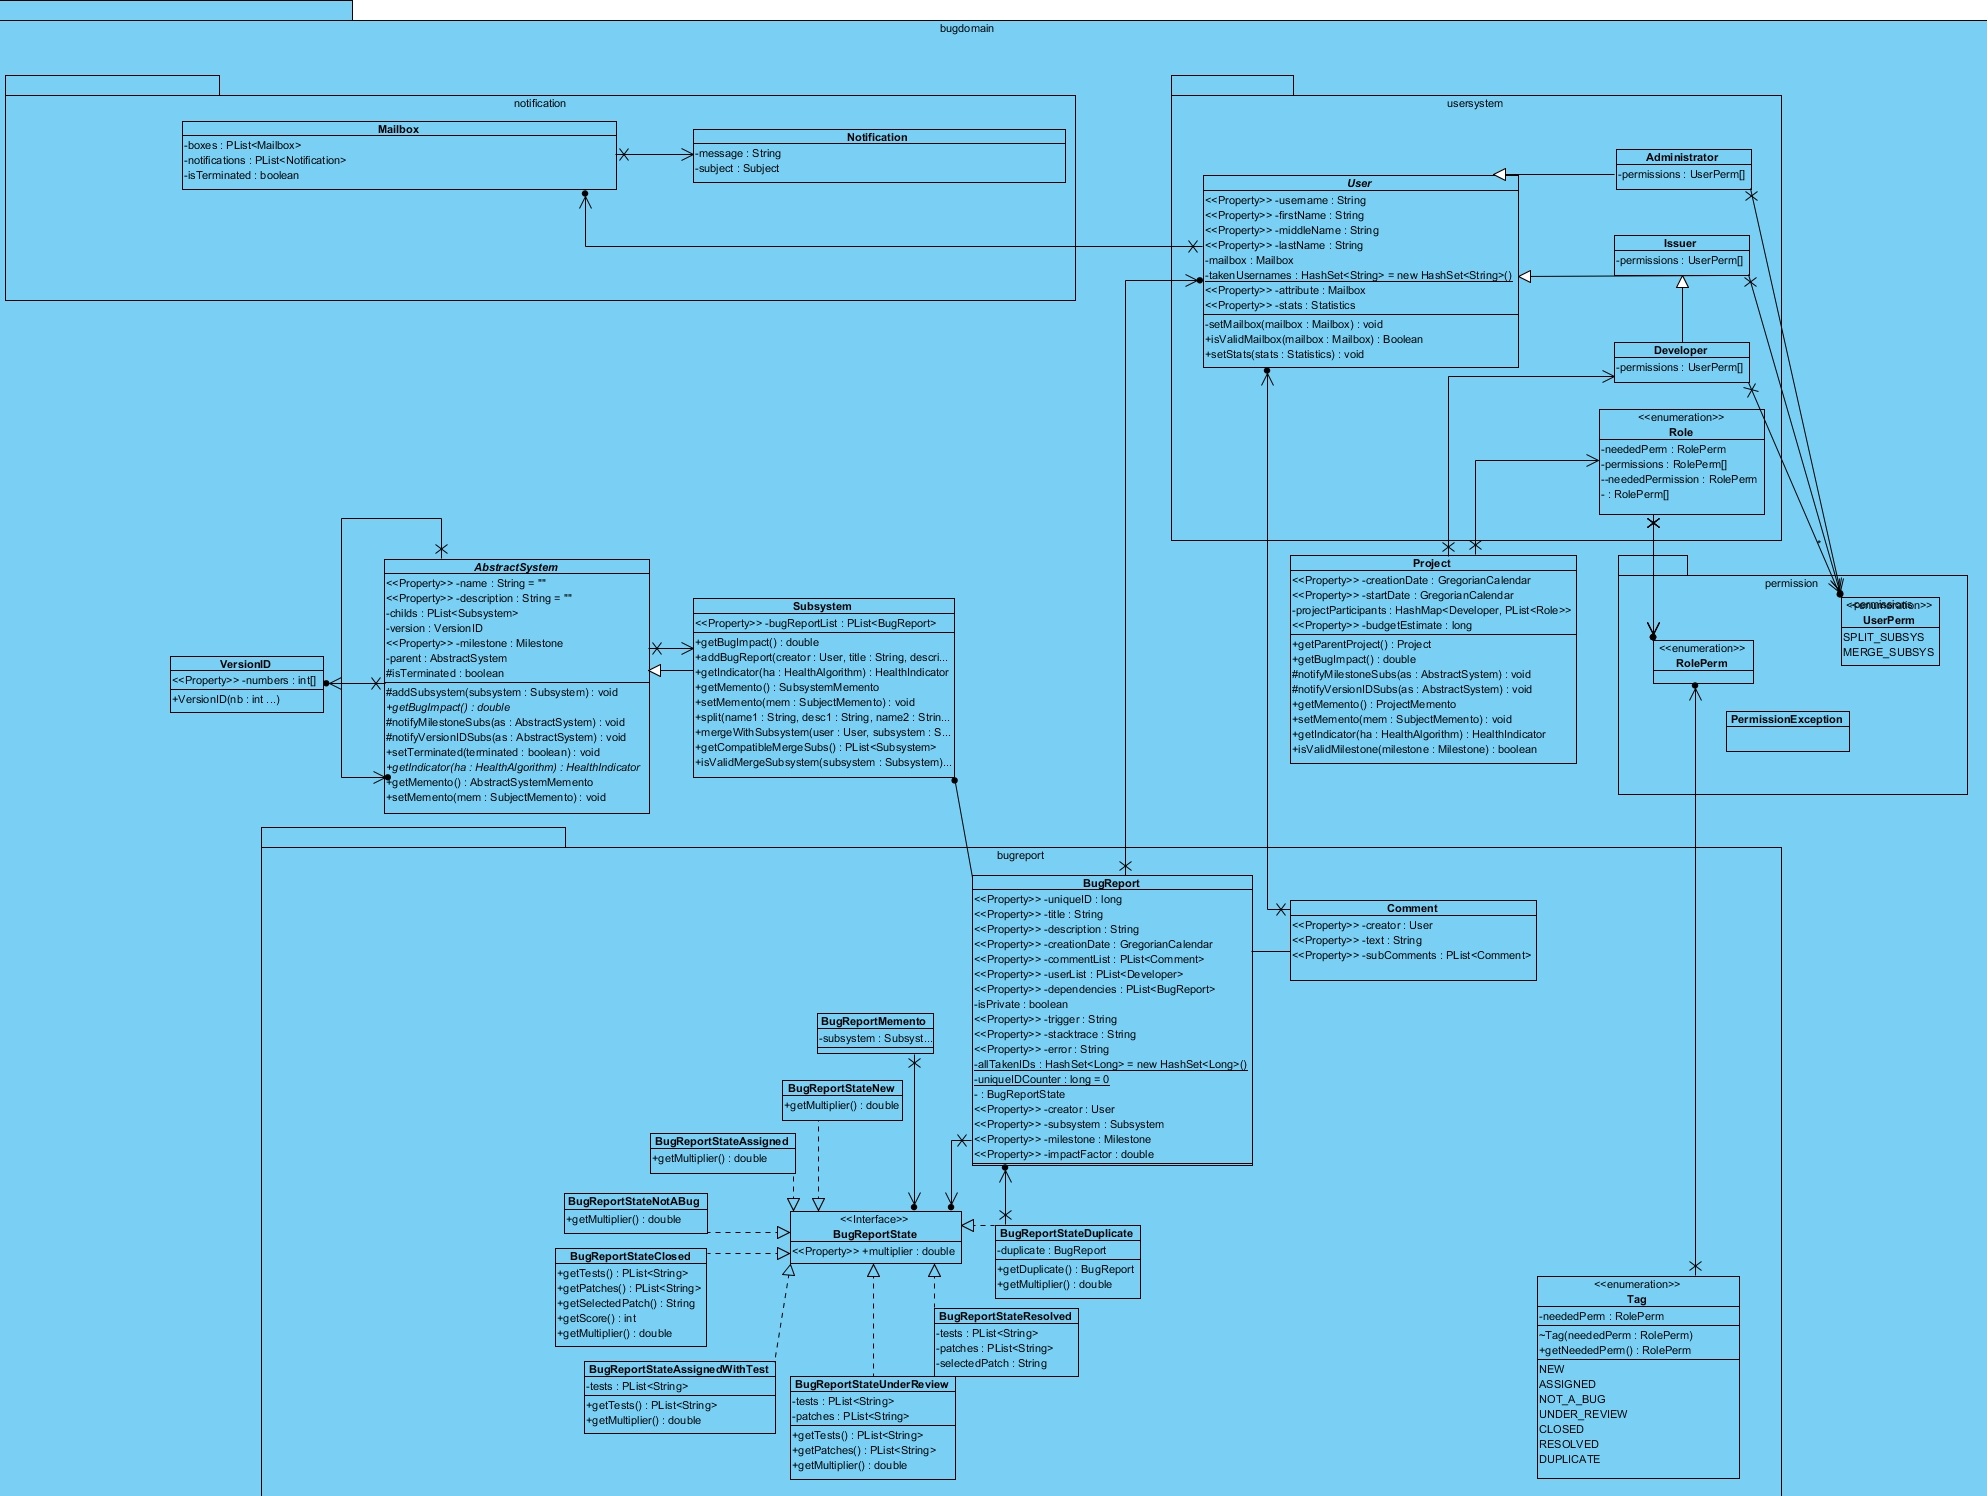 bugdomain
notification
Mailbox
-boxes : PList<Mailbox>
-notifications : PList<Notification>
-isTerminated : boolean
Notification
-message : String
-subject : Subject
usersystem
User
<<Property>> -username : String
<<Property>> -firstName : String
<<Property>> -middleName : String
<<Property>> -lastName : String
-mailbox : Mailbox
-takenUsernames : HashSet<String> = new HashSet<String>()
<<Property>> -attribute : Mailbox
<<Property>> -stats : Statistics
-setMailbox(mailbox : Mailbox) : void
+isValidMailbox(mailbox : Mailbox) : Boolean
+setStats(stats : Statistics) : void
Administrator
-permissions : UserPerm[]
Issuer
-permissions : UserPerm[]
Developer
-permissions : UserPerm[]
<<enumeration>>
Role
-neededPerm : RolePerm
-permissions : RolePerm[]
--neededPermission : RolePerm
- : RolePerm[]
AbstractSystem
<<Property>> -name : String = ""
<<Property>> -description : String = ""
-childs : PList<Subsystem>
-version : VersionID
<<Property>> -milestone : Milestone
-parent : AbstractSystem
#isTerminated : boolean
#addSubsystem(subsystem : Subsystem) : void
+getBugImpact() : double
#notifyMilestoneSubs(as : AbstractSystem) : void
#notifyVersionIDSubs(as : AbstractSystem) : void
+setTerminated(terminated : boolean) : void
+getIndicator(ha : HealthAlgorithm) : HealthIndicator
+getMemento() : AbstractSystemMemento
+setMemento(mem : SubjectMemento) : void
VersionID
<<Property>> -numbers : int[]
+VersionID(nb : int ...)
Subsystem
<<Property>> -bugReportList : PList<BugReport>
+getBugImpact() : double
+addBugReport(creator : User, title : String, descri...
+getIndicator(ha : HealthAlgorithm) : HealthIndicator
+getMemento() : SubsystemMemento
+setMemento(mem : SubjectMemento) : void
+split(name1 : String, desc1 : String, name2 : Strin...
+mergeWithSubsystem(user : User, subsystem : S...
+getCompatibleMergeSubs() : PList<Subsystem>
+isValidMergeSubsystem(subsystem : Subsystem)...
Project
<<Property>> -creationDate : GregorianCalendar
<<Property>> -startDate : GregorianCalendar
-projectParticipants : HashMap<Developer, PList<Role>>
<<Property>> -budgetEstimate : long
+getParentProject() : Project
+getBugImpact() : double
#notifyMilestoneSubs(as : AbstractSystem) : void
#notifyVersionIDSubs(as : AbstractSystem) : void
+getMemento() : ProjectMemento
+setMemento(mem : SubjectMemento) : void
+getIndicator(ha : HealthAlgorithm) : HealthIndicator
+isValidMilestone(milestone : Milestone) : boolean
*
permission
<<enumeration>>
UserPerm
SPLIT_SUBSYS
MERGE_SUBSYS
<<enumeration>>
RolePerm
PermissionException
bugreport
BugReport
<<Property>> -uniqueID : long
<<Property>> -title : String
<<Property>> -description : String
<<Property>> -creationDate : GregorianCalendar
<<Property>> -commentList : PList<Comment>
<<Property>> -userList : PList<Developer>
<<Property>> -dependencies : PList<BugReport>
-isPrivate : boolean
<<Property>> -trigger : String
<<Property>> -stacktrace : String
<<Property>> -error : String
-allTakenIDs : HashSet<Long> = new HashSet<Long>()
-uniqueIDCounter : long = 0
- : BugReportState
<<Property>> -creator : User
<<Property>> -subsystem : Subsystem
<<Property>> -milestone : Milestone
<<Property>> -impactFactor : double
Comment
<<Property>> -creator : User
<<Property>> -text : String
<<Property>> -subComments : PList<Comment>
BugReportMemento
-subsystem : Subsyst...
BugReportStateNew
+getMultiplier() : double
BugReportStateAssigned
+getMultiplier() : double
BugReportStateNotABug
+getMultiplier() : double
BugReportStateClosed
+getTests() : PList<String>
+getPatches() : PList<String>
+getSelectedPatch() : String
+getScore() : int
+getMultiplier() : double
<<Interface>>
BugReportState
<<Property>> +multiplier : double
BugReportStateDuplicate
-duplicate : BugReport
+getDuplicate() : BugReport
+getMultiplier() : double
BugReportStateResolved
-tests : PList<String>
-patches : PList<String>
-selectedPatch : String
BugReportStateAssignedWithTest
-tests : PList<String>
+getTests() : PList<String>
+getMultiplier() : double
BugReportStateUnderReview
-tests : PList<String>
-patches : PList<String>
+getTests() : PList<String>
+getPatches() : PList<String>
+getMultiplier() : double
<<enumeration>>
Tag
-neededPerm : RolePerm
~Tag(neededPerm : RolePerm)
+getNeededPerm() : RolePerm
NEW
ASSIGNED
NOT_A_BUG
UNDER_REVIEW
CLOSED
RESOLVED
DUPLICATE